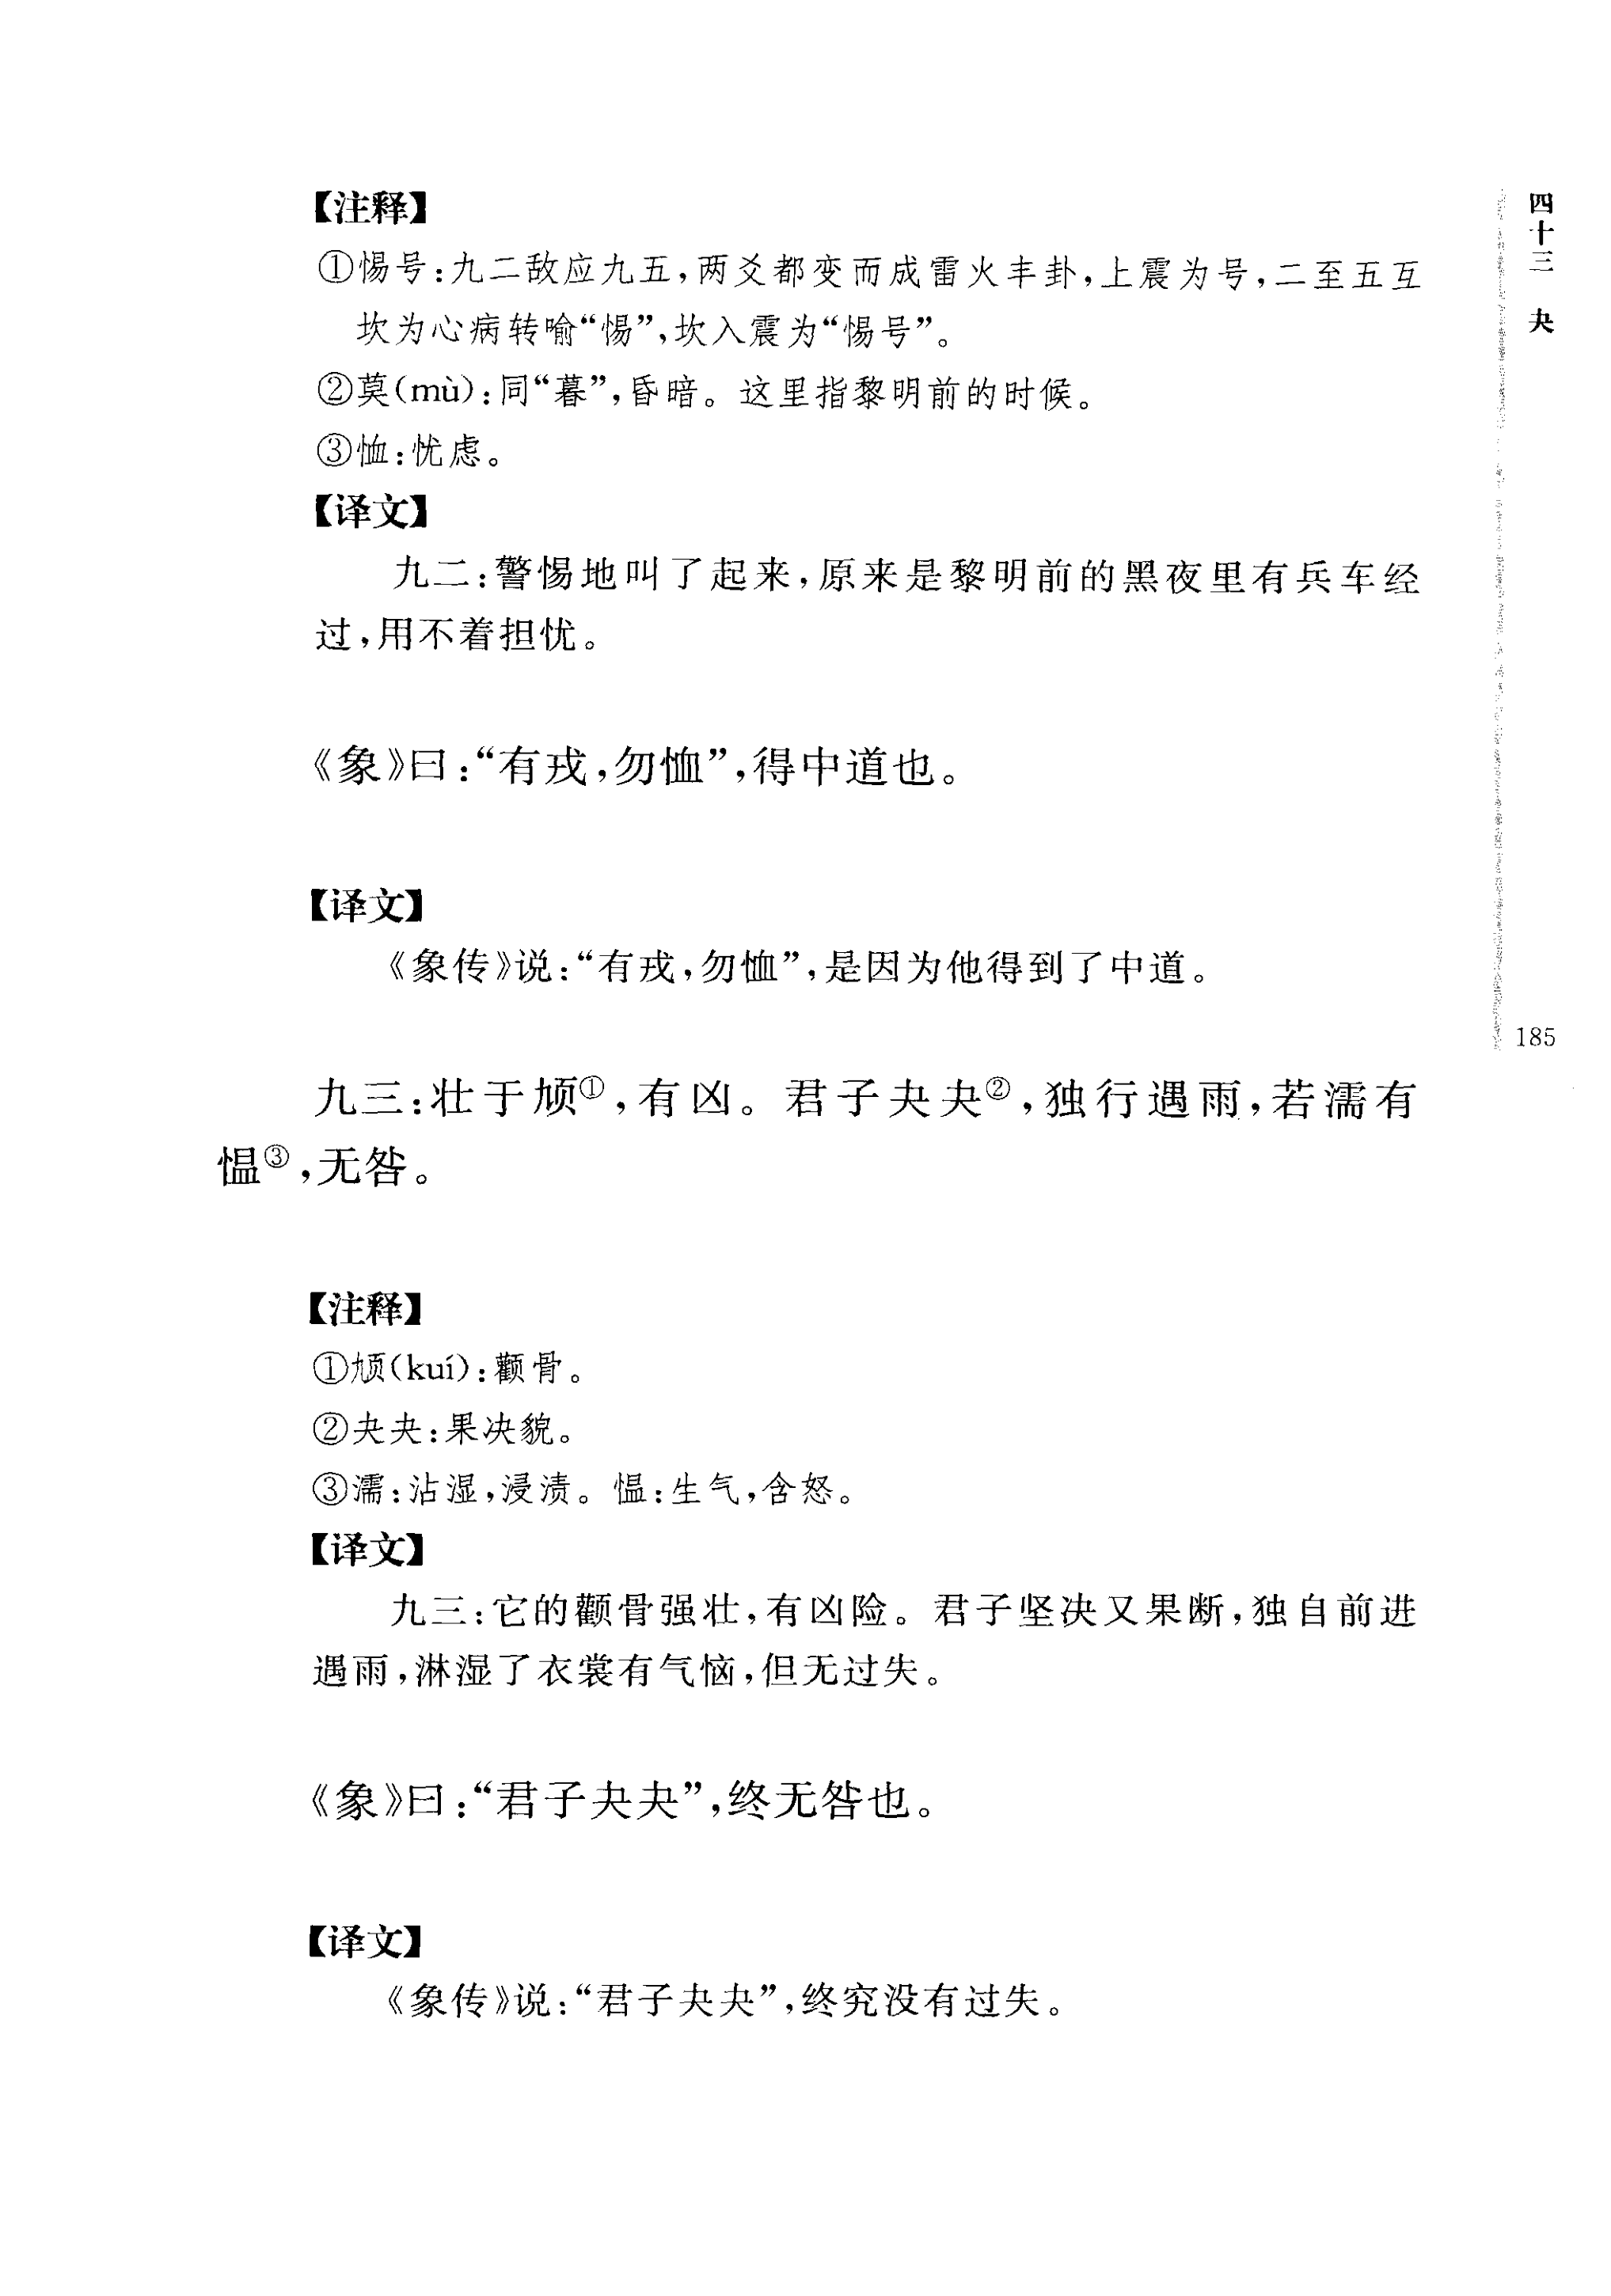 【注释】
①惕号:九二敌应九五,两爻都变而成雷火丰卦,上震为号,二至五互
坎为心病转喻“惕”,坎入震为“惕号”。
②莫(mù):同“暮”,昏暗。这里指黎明前的时候。
③恤:忧虑。
【译文】
九二:警惕地叫了起来,原来是黎明前的黑夜里有兵车经
过,用不着担忧。
《象》曰:“有戎,勿恤”,得中道也。
【译文】
《象传》说:“有戎,勿恤”,是因为他得到了中道。
九三:壮于䪼①,有凶。君子夬夬②,独行遇雨,若濡有
愠③,无咎。
【注释】
①䪼(kuí):颧骨。
②夬夬:果决貌。
③濡:沾湿,浸渍。愠:生气,含怒。
【译文】
九三:它的颧骨强壮,有凶险。君子坚决又果断,独自前进
遇雨,淋湿了衣裳有气恼,但无过失。
《象》曰:“君子夬夬”,终无咎也。
【译文】
《象传》说:“君子夬夬”,终究没有过失。
四十三 夬
185